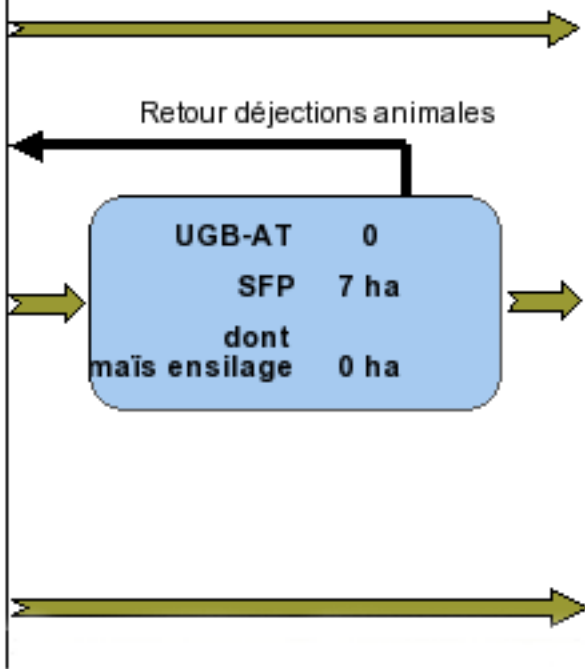 Retour déjections animales
UGB-AT 0
SFP 7 ha
dont
maïs ensilage 0 ha